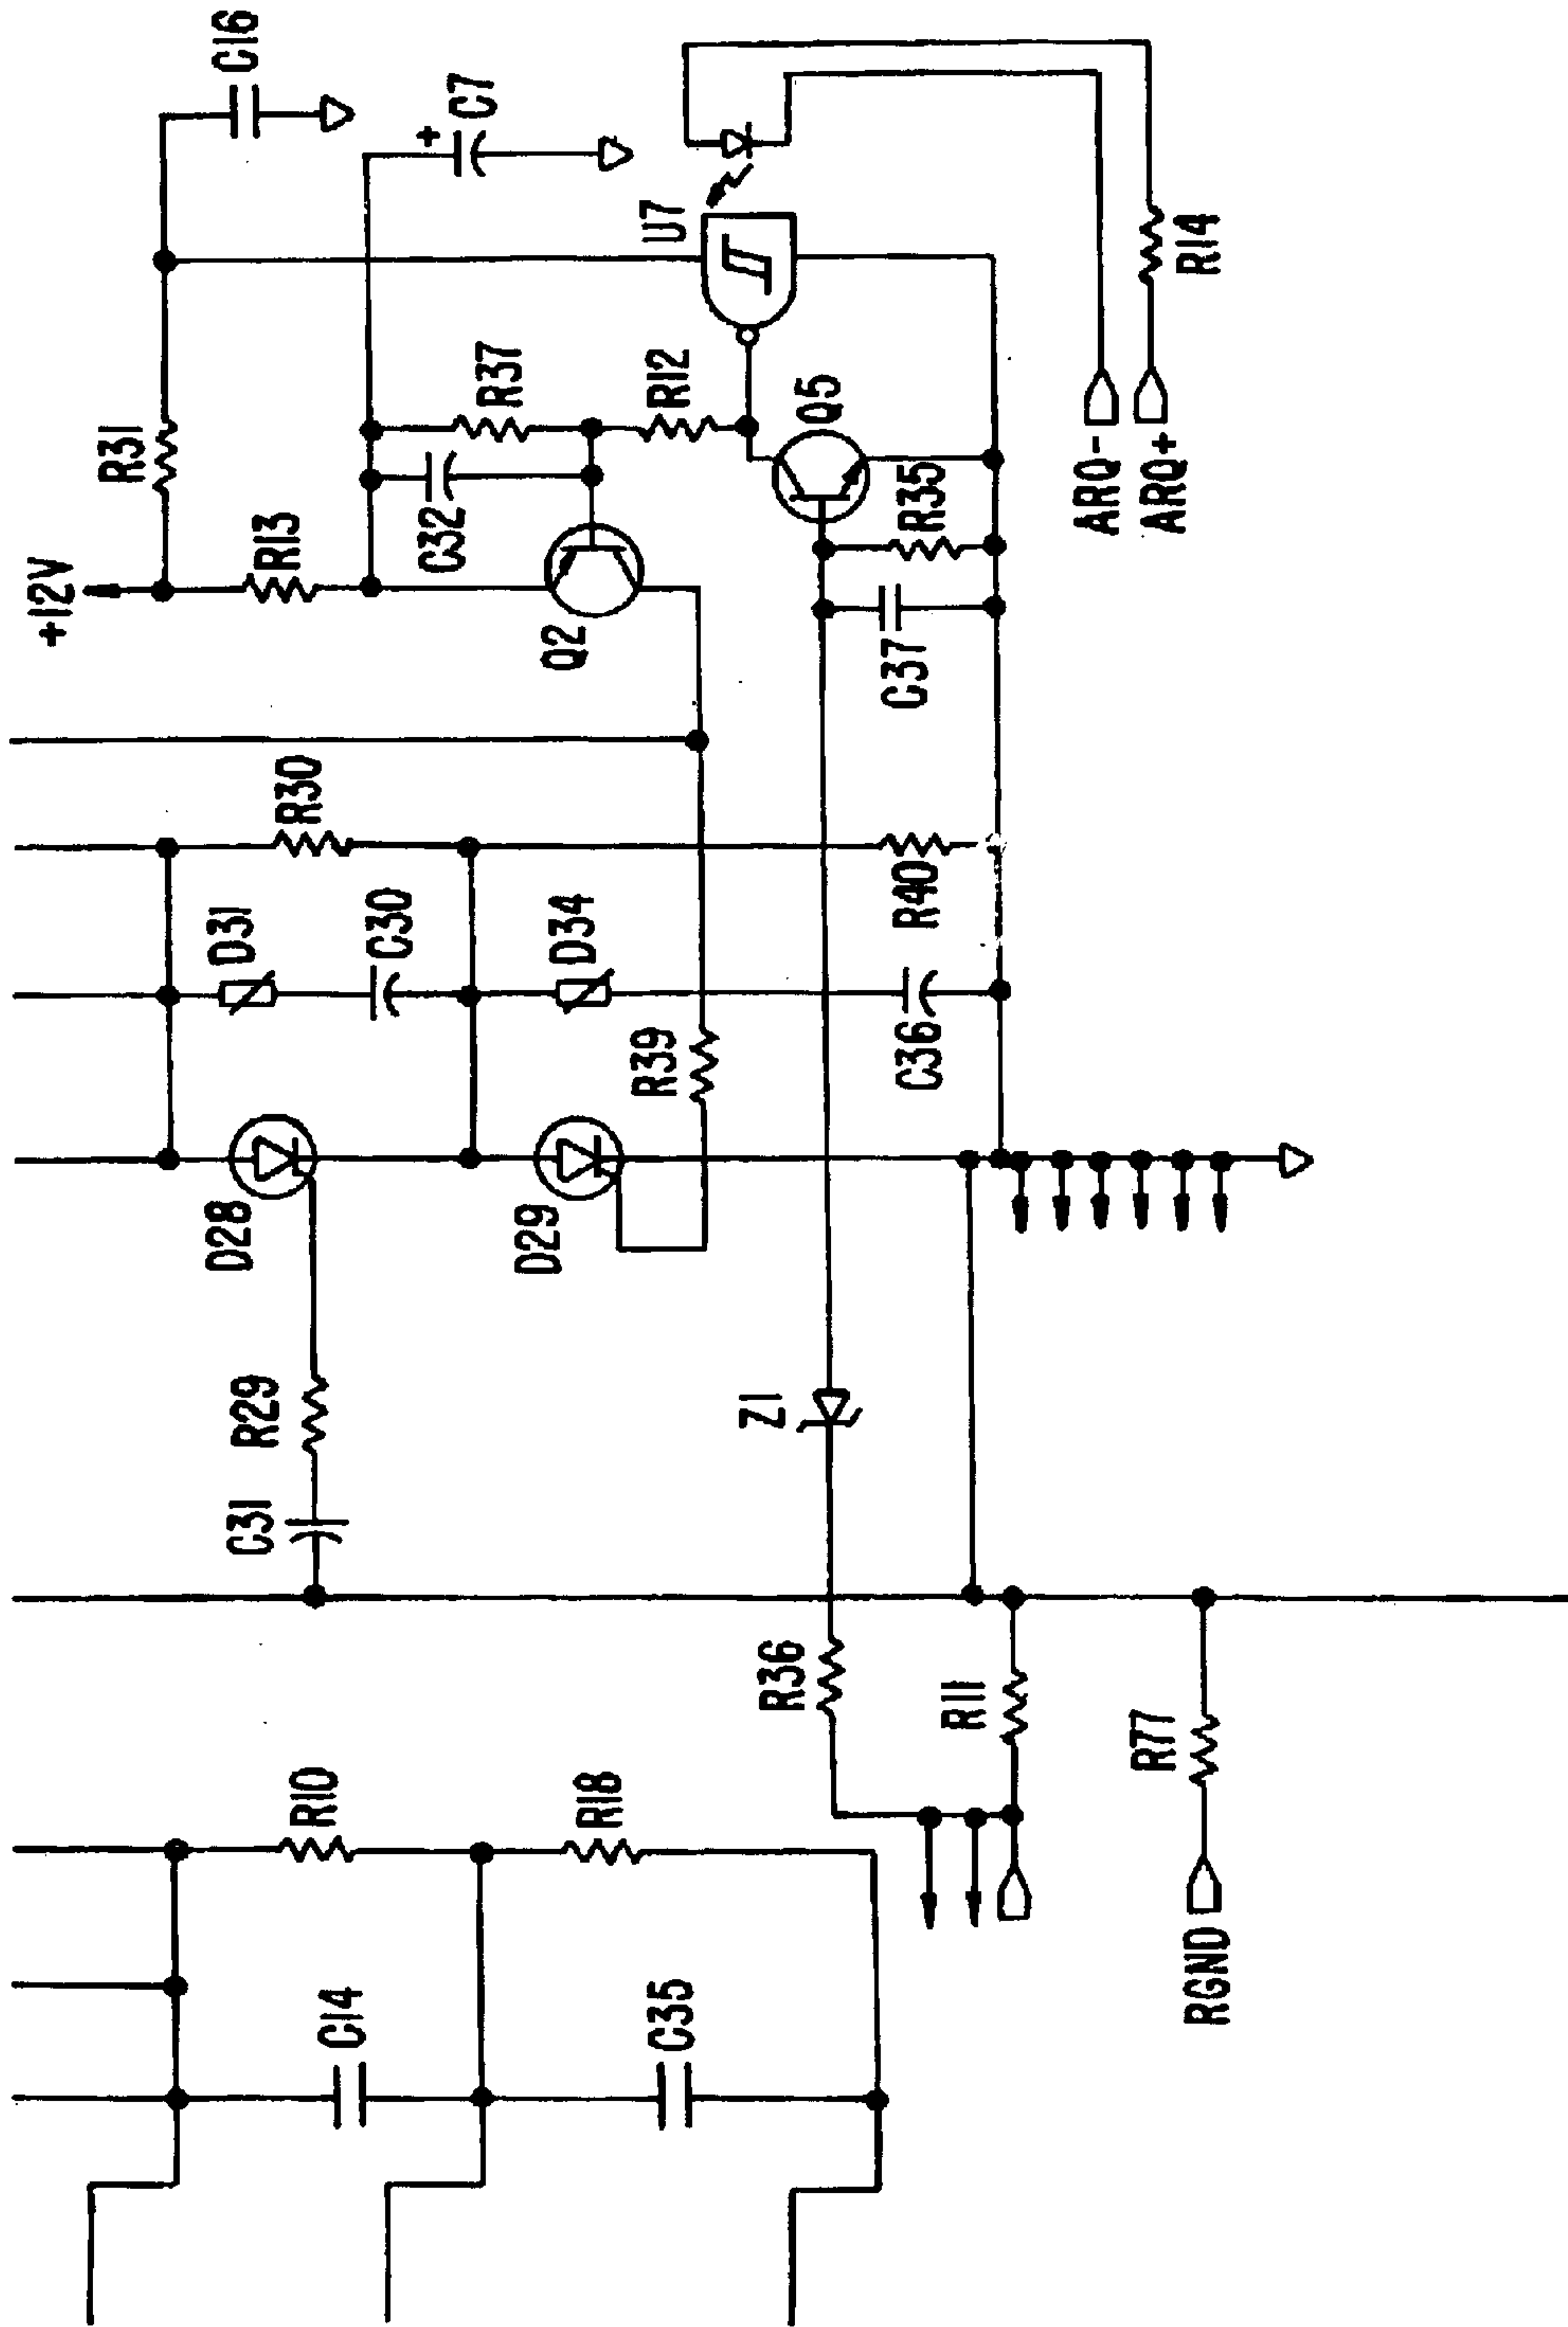 C16
C7
+
U7
R14
R31
R37
R12
Q5
ARQ-
ARQ+
+12V
R13
C32
R35
Q2
C37
R30
D31
C30
D34
R40
R39
C36
D28
D29
R29
Z1
C31
R36
R11
R77
R10
R18
RGND
C14
C35